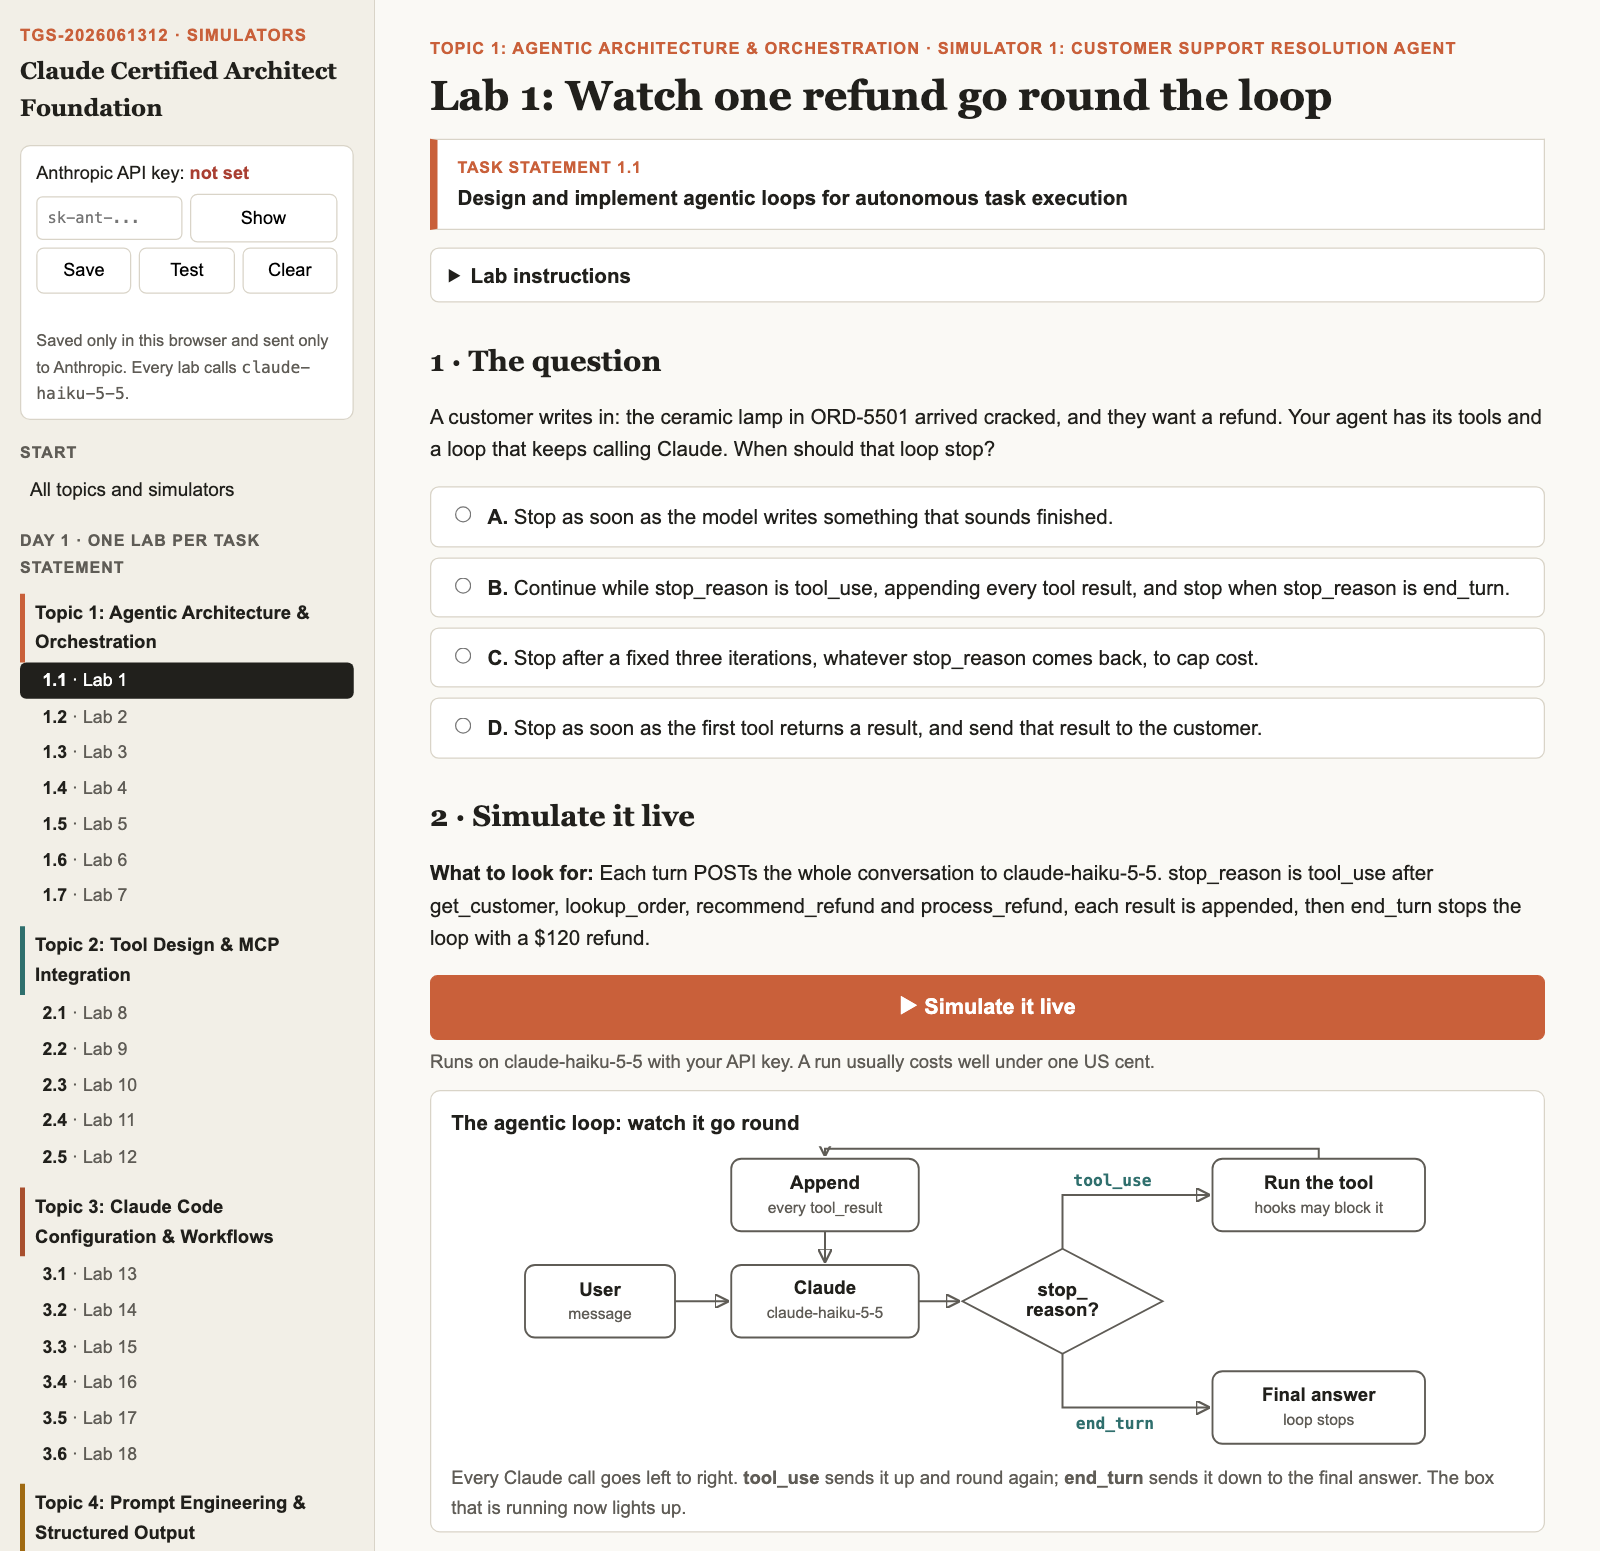 TGS-2026061312 · SIMULATORS
Claude Certified Architect
Foundation
Anthropic API key: not set
sk-ant-...
Show
Save
Test
Clear
Saved only in this browser and sent only
to Anthropic. Every lab calls claude-
haiku-5-5.
START
All topics and simulators
DAY 1 · ONE LAB PER TASK
STATEMENT
Topic 1: Agentic Architecture &
Orchestration
1.1 · Lab 1
1.2 · Lab 2
1.3 · Lab 3
1.4 · Lab 4
1.5 · Lab 5
1.6 · Lab 6
1.7 · Lab 7
Topic 2: Tool Design & MCP
Integration
2.1 · Lab 8
2.2 · Lab 9
2.3 · Lab 10
2.4 · Lab 11
2.5 · Lab 12
Topic 3: Claude Code
Configuration & Workflows
3.1 · Lab 13
3.2 · Lab 14
3.3 · Lab 15
3.4 · Lab 16
3.5 · Lab 17
3.6 · Lab 18
Topic 4: Prompt Engineering &
Structured Output
TOPIC 1: AGENTIC ARCHITECTURE & ORCHESTRATION · SIMULATOR 1: CUSTOMER SUPPORT RESOLUTION AGENT
Lab 1: Watch one refund go round the loop
TASK STATEMENT 1.1
Design and implement agentic loops for autonomous task execution
▶ Lab instructions
1 · The question
A customer writes in: the ceramic lamp in ORD-5501 arrived cracked, and they want a refund. Your agent has its tools and
a loop that keeps calling Claude. When should that loop stop?
A. Stop as soon as the model writes something that sounds finished.
B. Continue while stop_reason is tool_use, appending every tool result, and stop when stop_reason is end_turn.
C. Stop after a fixed three iterations, whatever stop_reason comes back, to cap cost.
D. Stop as soon as the first tool returns a result, and send that result to the customer.
2 · Simulate it live
What to look for: Each turn POSTs the whole conversation to claude-haiku-5-5. stop_reason is tool_use after
get_customer, lookup_order, recommend_refund and process_refund, each result is appended, then end_turn stops the
loop with a $120 refund.
▶ Simulate it live
Runs on claude-haiku-5-5 with your API key. A run usually costs well under one US cent.
The agentic loop: watch it go round
Append
every tool_result
tool_use
Run the tool
hooks may block it
User
message
Claude
claude-haiku-5-5
stop_
reason?
end_turn
Final answer
loop stops
Every Claude call goes left to right. tool_use sends it up and round again; end_turn sends it down to the final answer. The box
that is running now lights up.